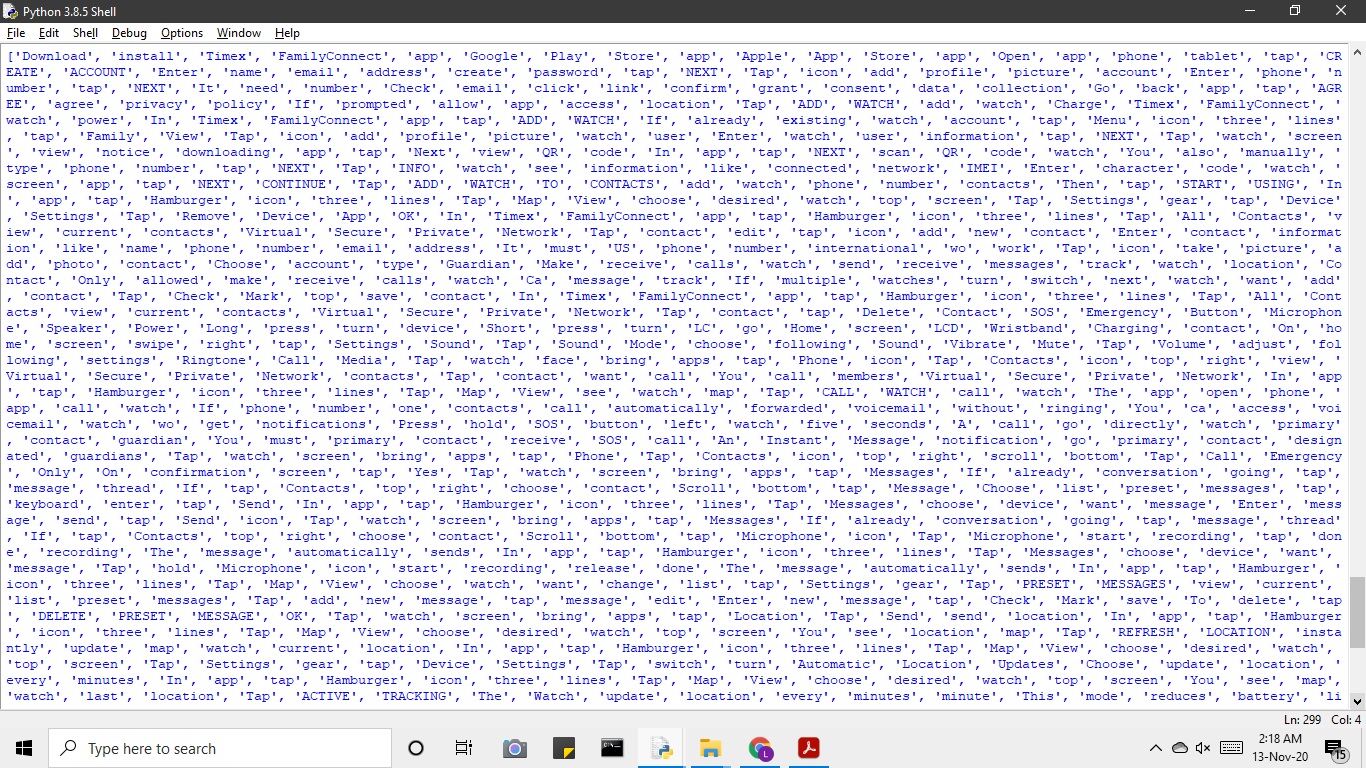 Python 3.8.5 Shell
File Edit Shell Debug Options Window Help
['Download', 'install', 'Timex', 'FamilyConnect', 'app', 'Google', 'Play', 'Store', 'app', 'Apple', 'App', 'Store', 'app', 'Open', 'app', 'phone', 'tablet', 'tap', 'CR
EATE', 'ACCOUNT', 'Enter', 'name', 'email', 'address', 'create', 'password', 'tap', 'NEXT', 'Tap', 'icon', 'add', 'profile', 'picture', 'account', 'Enter', 'phone', 'n
umber', 'tap', 'NEXT', 'It', 'need', 'number', 'Check', 'email', 'click', 'link', 'confirm', 'grant', 'consent', 'data', 'collection', 'Go', 'back', 'app', 'tap', 'AGR
EE', 'agree', 'privacy', 'policy', 'If', 'prompted', 'allow', 'app', 'access', 'location', 'Tap', 'ADD', 'WATCH', 'add', 'watch', 'Charge', 'Timex', 'FamilyConnect', '
watch', 'power', 'In', 'Timex', 'FamilyConnect', 'app', 'tap', 'ADD', 'WATCH', 'If', 'already', 'existing', 'watch', 'account', 'tap', 'Menu', 'icon', 'three', 'lines'
, 'tap', 'Family', 'View', 'Tap', 'icon', 'add', 'profile', 'picture', 'watch', 'user', 'Enter', 'watch', 'user', 'information', 'tap', 'NEXT', 'Tap', 'watch', 'screen
', 'view', 'notice', 'downloading', 'app', 'tap', 'Next', 'view', 'QR', 'code', 'In', 'app', 'tap', 'NEXT', 'scan', 'QR', 'code', 'watch', 'You', 'also', 'manually', '
type', 'phone', 'number', 'tap', 'NEXT', 'Tap', 'INFO', 'watch', 'see', 'information', 'like', 'connected', 'network', 'IMEI', 'Enter', 'character', 'code', 'watch', '
screen', 'app', 'tap', 'NEXT', 'CONTINUE', 'Tap', 'ADD', 'WATCH', 'TO', 'CONTACTS', 'add', 'watch', 'phone', 'number', 'contacts', 'Then', 'tap', 'START', 'USING', 'In
', 'app', 'tap', 'Hamburger', 'icon', 'three', 'lines', 'Tap', 'Map', 'View', 'choose', 'desired', 'watch', 'top', 'screen', 'Tap', 'Settings', 'gear', 'tap', 'Device'
, 'Settings', 'Tap', 'Remove', 'Device', 'App', 'OK', 'In', 'Timex', 'FamilyConnect', 'app', 'tap', 'Hamburger', 'icon', 'three', 'lines', 'Tap', 'All', 'Contacts', 'v
iew', 'current', 'contacts', 'Virtual', 'Secure', 'Private', 'Network', 'Tap', 'contact', 'edit', 'tap', 'icon', 'add', 'new', 'contact', 'Enter', 'contact', 'informat
ion', 'like', 'name', 'phone', 'number', 'email', 'address', 'It', 'must', 'US', 'phone', 'number', 'international', 'wo', 'work', 'Tap', 'icon', 'take', 'picture', 'a
dd', 'photo', 'contact', 'Choose', 'account', 'type', 'Guardian', 'Make', 'receive', 'calls', 'watch', 'send', 'receive', 'messages', 'track', 'watch', 'location', 'Co
ntact', 'Only', 'allowed', 'make', 'receive', 'calls', 'watch', 'Ca', 'message', 'track', 'If', 'multiple', 'watches', 'turn', 'switch', 'next', 'watch', 'want', 'add'
, 'contact', 'Tap', 'Check', 'Mark', 'top', 'save', 'contact', 'In', 'Timex', 'FamilyConnect', 'app', 'tap', 'Hamburger', 'icon', 'three', 'lines', 'Tap', 'All', 'Cont
acts', 'view', 'current', 'contacts', 'Virtual', 'Secure', 'Private', 'Network', 'Tap', 'contact', 'tap', 'Delete', 'Contact', 'SOS', 'Emergency', 'Button', 'Microphon
e', 'Speaker', 'Power', 'Long', 'press', 'turn', 'device', 'Short', 'press', 'turn', 'LC', 'go', 'Home', 'screen', 'LCD', 'Wristband', 'Charging', 'contact', 'On', 'ho
me', 'screen', 'swipe', 'right', 'tap', 'Settings', 'Sound', 'Tap', 'Sound', 'Mode', 'choose', 'following', 'Sound', 'Vibrate', 'Mute', 'Tap', 'Volume', 'adjust', 'fol
lowing', 'settings', 'Ringtone', 'Call', 'Media', 'Tap', 'watch', 'face', 'bring', 'apps', 'tap', 'Phone', 'icon', 'Tap', 'Contacts', 'icon', 'top', 'right', 'view', '
Virtual', 'Secure', 'Private', 'Network', 'contacts', 'Tap', 'contact', 'want', 'call', 'You', 'call', 'members', 'Virtual', 'Secure', 'Private', 'Network', 'In', 'app
', 'tap', 'Hamburger', 'icon', 'three', 'lines', 'Tap', 'Map', 'View', 'see', 'watch', 'map', 'Tap', 'CALL', 'WATCH', 'call', 'watch', 'The', 'app', 'open', 'phone', '
app', 'call', 'watch', 'If', 'phone', 'number', 'one', 'contacts', 'call', 'automatically', 'forwarded', 'voicemail', 'without', 'ringing', 'You', 'ca', 'access', 'voi
cemail', 'watch', 'wo', 'get', 'notifications', 'Press', 'hold', 'SOS', 'button', 'left', 'watch', 'five', 'seconds', 'A', 'call', 'go', 'directly', 'watch', 'primary'
, 'contact', 'guardian', 'You', 'must', 'primary', 'contact', 'receive', 'SOS', 'call', 'An', 'Instant', 'Message', 'notification', 'go', 'primary', 'contact', 'design
ated', 'guardians', 'Tap', 'watch', 'screen', 'bring', 'apps', 'tap', 'Phone', 'Tap', 'Contacts', 'icon', 'top', 'right', 'scroll', 'bottom', 'Tap', 'Call', 'Emergency
', 'Only', 'On', 'confirmation', 'screen', 'tap', 'Yes', 'Tap', 'watch', 'screen', 'bring', 'apps', 'tap', 'Messages', 'If', 'already', 'conversation', 'going', 'tap',
'message', 'thread', 'If', 'tap', 'Contacts', 'top', 'right', 'choose', 'contact', 'Scroll', 'bottom', 'tap', 'Message', 'Choose', 'list', 'preset', 'messages', 'tap',
'keyboard', 'enter', 'tap', 'Send', 'In', 'app', 'tap', 'Hamburger', 'icon', 'three', 'lines', 'Tap', 'Messages', 'choose', 'device', 'want', 'message', 'Enter', 'mess
age', 'send', 'tap', 'Send', 'icon', 'Tap', 'watch', 'screen', 'bring', 'apps', 'tap', 'Messages', 'If', 'already', 'conversation', 'going', 'tap', 'message', 'thread'
, 'If', 'tap', 'Contacts', 'top', 'right', 'choose', 'contact', 'Scroll', 'bottom', 'tap', 'Microphone', 'icon', 'Tap', 'Microphone', 'start', 'recording', 'tap', 'don
e', 'recording', 'The', 'message', 'automatically', 'sends', 'In', 'app', 'tap', 'Hamburger', 'icon', 'three', 'lines', 'Tap', 'Messages', 'choose', 'device', 'want',
'message', 'Tap', 'hold', 'Microphone', 'icon', 'start', 'recording', 'release', 'done', 'The', 'message', 'automatically', 'sends', 'In', 'app', 'tap', 'Hamburger', '
icon', 'three', 'lines', 'Tap', 'Map', 'View', 'choose', 'watch', 'want', 'change', 'list', 'tap', 'Settings', 'gear', 'Tap', 'PRESET', 'MESSAGES', 'view', 'current',
'list', 'preset', 'messages', 'Tap', 'add', 'new', 'message', 'tap', 'message', 'edit', 'Enter', 'new', 'message', 'tap', 'Check', 'Mark', 'save', 'To', 'delete', 'tap
', 'DELETE', 'PRESET', 'MESSAGE', 'OK', 'Tap', 'watch', 'screen', 'bring', 'apps', 'tap', 'Location', 'Tap', 'Send', 'send', 'location', 'In', 'app', 'tap', 'Hamburger
', 'icon', 'three', 'lines', 'Tap', 'Map', 'View', 'choose', 'desired', 'watch', 'top', 'screen', 'You', 'see', 'location', 'map', 'Tap', 'REFRESH', 'LOCATION', 'insta
ntly', 'update', 'map', 'watch', 'current', 'location', 'In', 'app', 'tap', 'Hamburger', 'icon', 'three', 'lines', 'Tap', 'Map', 'View', 'choose', 'desired', 'watch',
'top', 'screen', 'Tap', 'Settings', 'gear', 'tap', 'Device', 'Settings', 'Tap', 'switch', 'turn', 'Automatic', 'Location', 'Updates', 'Choose', 'update', 'location', '
every', 'minutes', 'In', 'app', 'tap', 'Hamburger', 'icon', 'three', 'lines', 'Tap', 'Map', 'View', 'choose', 'desired', 'watch', 'top', 'screen', 'You', 'see', 'map',
'watch', 'last', 'location', 'Tap', 'ACTIVE', 'TRACKING', 'The', 'Watch', 'update', 'location', 'every', 'minutes', 'minute', 'This', 'mode', 'reduces', 'battery', 'li
Ln: 299 Col: 4
Type here to search
L
2:18 AM
13-Nov-20
15